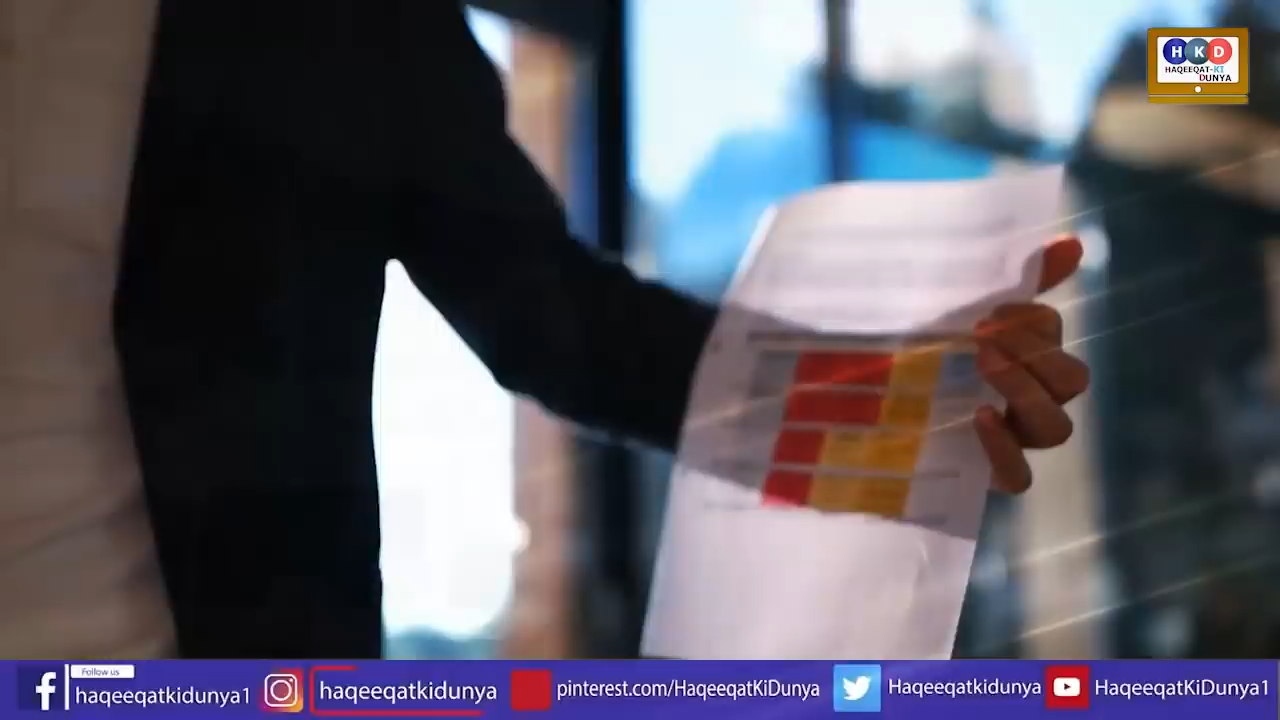 HKD
HAQEEQAT-KI
DUNYA
Follow us
haqeeqatkidunya1
haqeeqatkidunya
pinterest.com/HaqeeqatKiDunya
HaqeeqatKidunya
HaqeeqatKiDunya1